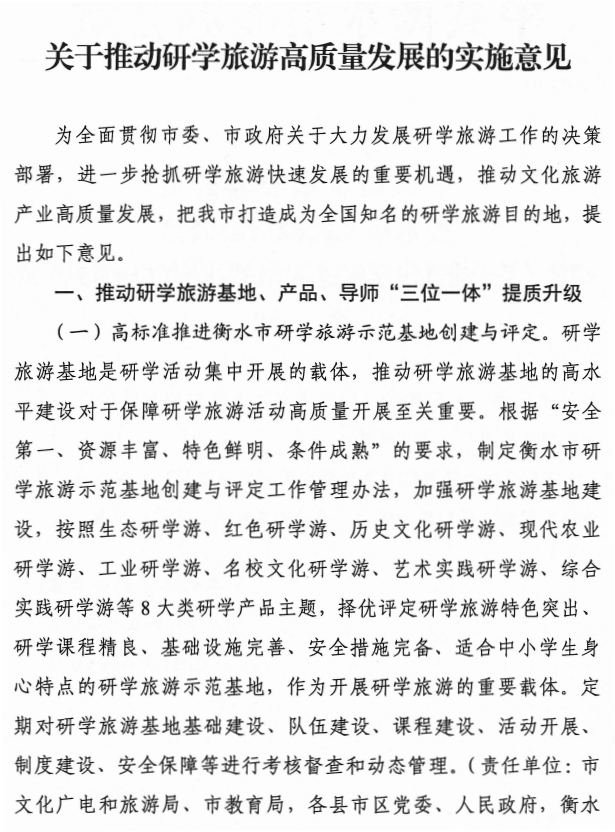 关于推动研学旅游高质量发展的实施意见
为全面贯彻市委、市政府关于大力发展研学旅游工作的决策
部署，进一步抢抓研学旅游快速发展的重要机遇，推动文化旅游
产业高质量发展，把我市打造成为全国知名的研学旅游目的地，提
出如下意见。
一、推动研学旅游基地、产品、导师“三位一体”提质升级
（一）高标准推进衡水市研学旅游示范基地创建与评定。研学
旅游基地是研学活动集中开展的载体，推动研学旅游基地的高水
平建设对于保障研学旅游活动高质量开展至关重要。根据“安全
第一、资源丰富、特色鲜明、条件成熟”的要求，制定衡水市研
学旅游示范基地创建与评定工作管理办法，加强研学旅游基地建
设，按照生态研学游、红色研学游、历史文化研学游、现代农业
研学游、工业研学游、名校文化研学游、艺术实践研学游、综合
实践研学游等8大类研学产品主题，择优评定研学旅游特色突出、
研学课程精良、基础设施完善、安全措施完备、适合中小学生身
心特点的研学旅游示范基地，作为开展研学旅游的重要载体。定
期对研学旅游基地基础建设、队伍建设、课程建设、活动开展、
制度建设、安全保障等进行考核督查和动态管理。（责任单位：市
文化广电和旅游局、市教育局，各县市区党委、人民政府，衡水